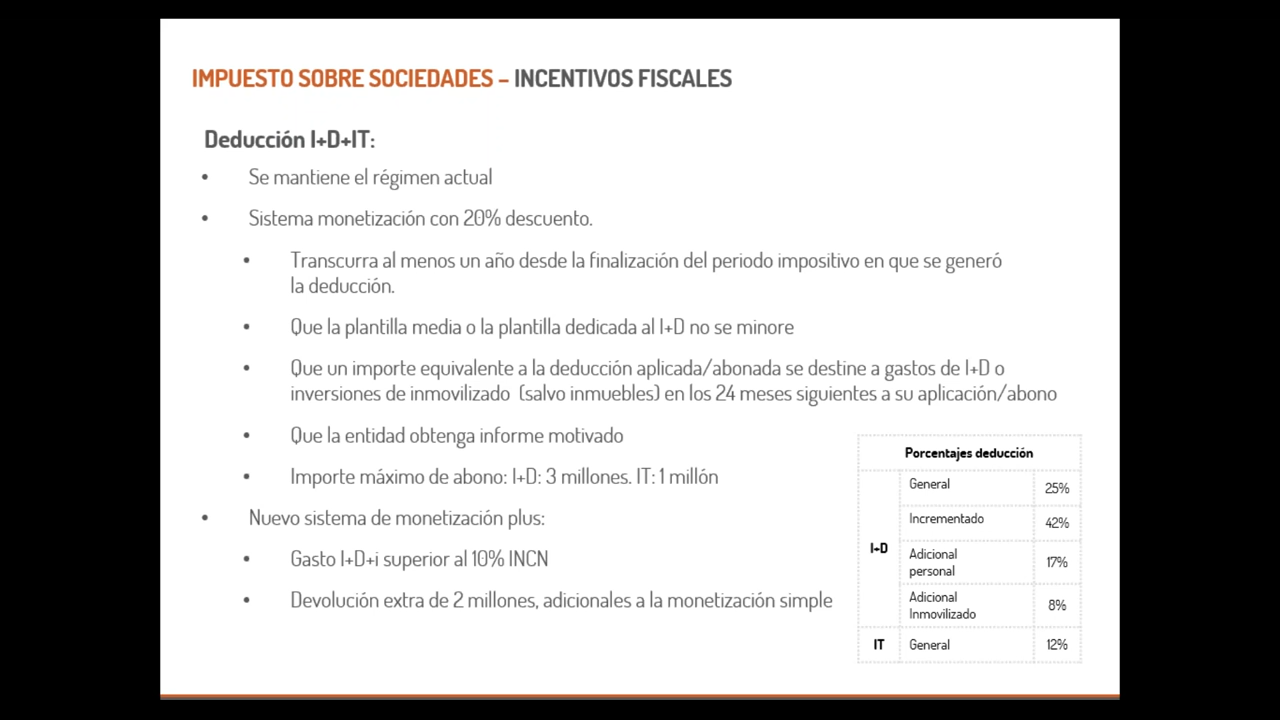 IMPUESTO SOBRE SOCIEDADES – INCENTIVOS FISCALES
Deducción I+D+IT:
• Se mantiene el régimen actual
• Sistema monetización con 20% descuento.
• Transcurra al menos un año desde la finalización del periodo impositivo en que se generó
la deducción.
• Que la plantilla media o la plantilla dedicada al I+D no se minore
• Que un importe equivalente a la deducción aplicada/abonada se destine a gastos de I+D o
inversiones de inmovilizado (salvo inmuebles) en los 24 meses siguientes a su aplicación/abono
• Que la entidad obtenga informe motivado
• Importe máximo de abono: I+D: 3 millones. IT: 1 millón
• Nuevo sistema de monetización plus:
• Gasto I+D+i superior al 10% INCN
• Devolución extra de 2 millones, adicionales a la monetización simple
Porcentajes deducción
I+D
General 25%
Incrementado 42%
Adicional
personal 17%
Adicional
Inmovilizado 8%
IT General 12%